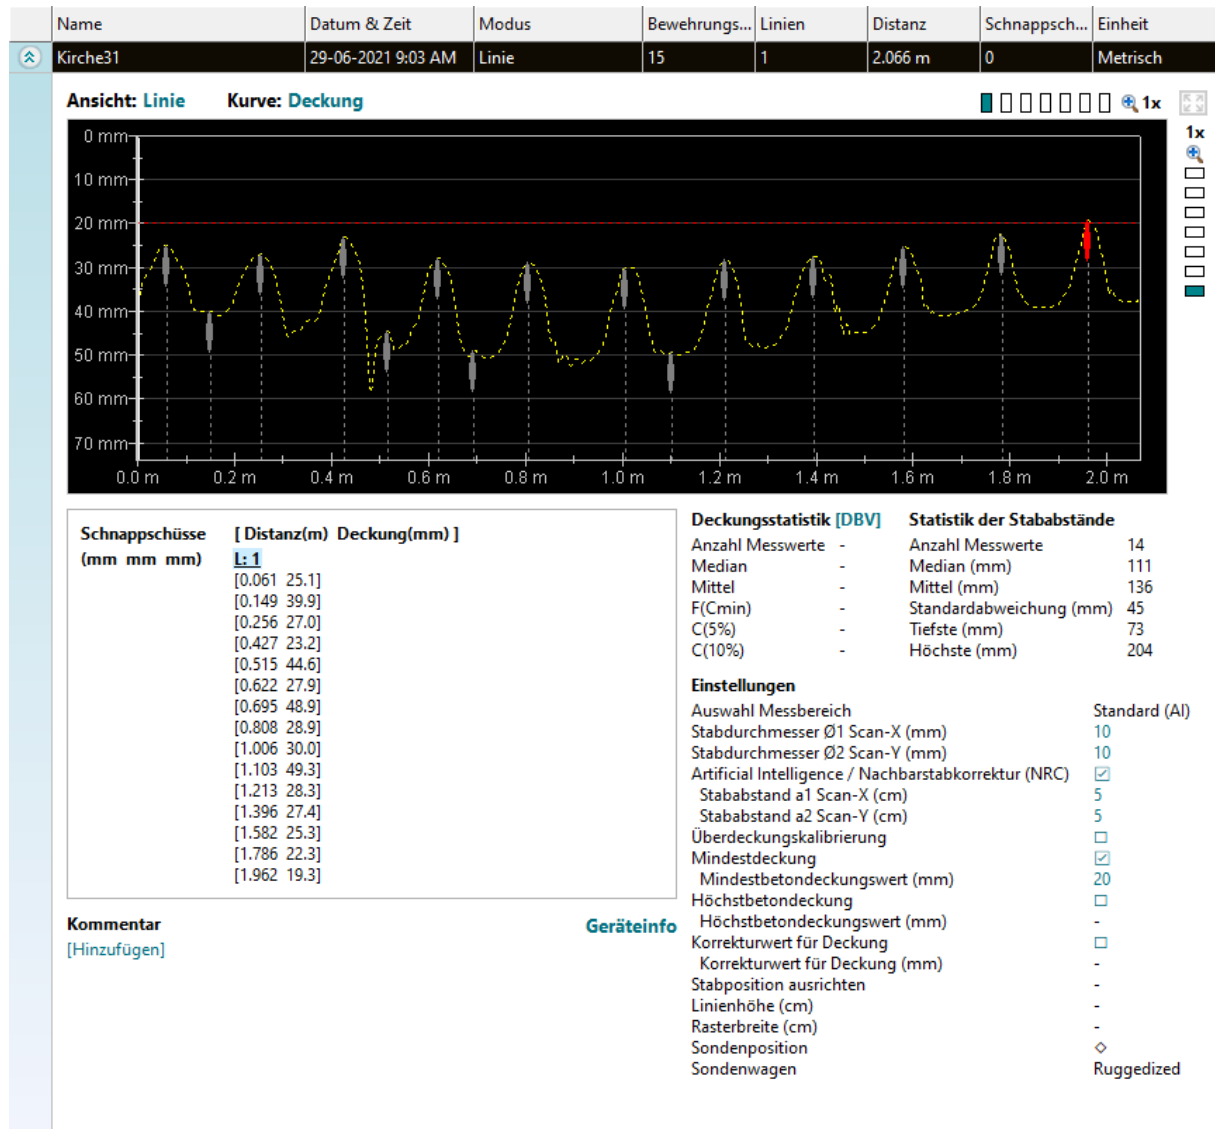 Name Datum & Zeit Modus Bewehrungs... Linien Distanz Schnappsch... Einheit
Kirche31 29-06-2021 9:03 AM Linie 15 1 2.066 m 0 Metrisch
Ansicht: Linie Kurve: Deckung 1x
1x
0 mm
10 mm
20 mm
30 mm
40 mm
50 mm
60 mm
70 mm
0.0 m 0.2 m 0.4 m 0.6 m 0.8 m 1.0 m 1.2 m 1.4 m 1.6 m 1.8 m 2.0 m
Schnappschüsse [ Distanz(m) Deckung(mm) ]
(mm mm mm) L: 1
[0.061 25.1]
[0.149 39.9]
[0.256 27.0]
[0.427 23.2]
[0.515 44.6]
[0.622 27.9]
[0.695 48.9]
[0.808 28.9]
[1.006 30.0]
[1.103 49.3]
[1.213 28.3]
[1.396 27.4]
[1.582 25.3]
[1.786 22.3]
[1.962 19.3]
Kommentar Geräteinfo
[Hinzufügen]
Deckungsstatistik [DBV] Statistik der Stababstände
Anzahl Messwerte - Anzahl Messwerte 14
Median - Median (mm) 111
Mittel - Mittel (mm) 136
F(Cmin) - Standardabweichung (mm) 45
C(5%) - Tiefste (mm) 73
C(10%) - Höchste (mm) 204
Einstellungen
Auswahl Messbereich Standard (AI)
Stabdurchmesser Ø1 Scan-X (mm) 10
Stabdurchmesser Ø2 Scan-Y (mm) 10
Artificial Intelligence / Nachbarstabkorrektur (NRC)
Stababstand a1 Scan-X (cm) 5
Stababstand a2 Scan-Y (cm) 5
Überdeckungskalibrierung
Mindestdeckung
Mindestbetondeckungswert (mm) 20
Höchstbetondeckung
Höchstbetondeckungswert (mm) -
Korrekturwert für Deckung
Korrekturwert für Deckung (mm) -
Stabposition ausrichten -
Linienhöhe (cm) -
Rasterbreite (cm) -
Sondenposition
Sondenwagen Ruggedized